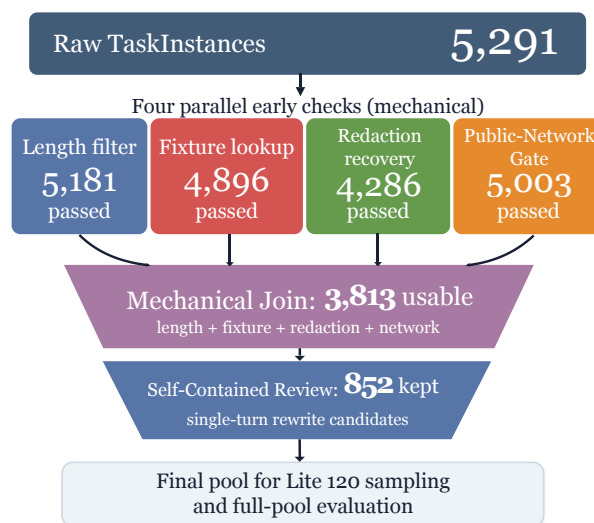 Raw TaskInstances 5,291
Four parallel early checks (mechanical)
Length filter
5,181
passed
Fixture lookup
4,896
passed
Redaction
recovery
4,286
passed
Public-Network
Gate
5,003
passed
Mechanical Join: 3,813 usable
length + fixture + redaction + network
Self-Contained Review: 852 kept
single-turn rewrite candidates
Final pool for Lite 120 sampling
and full-pool evaluation